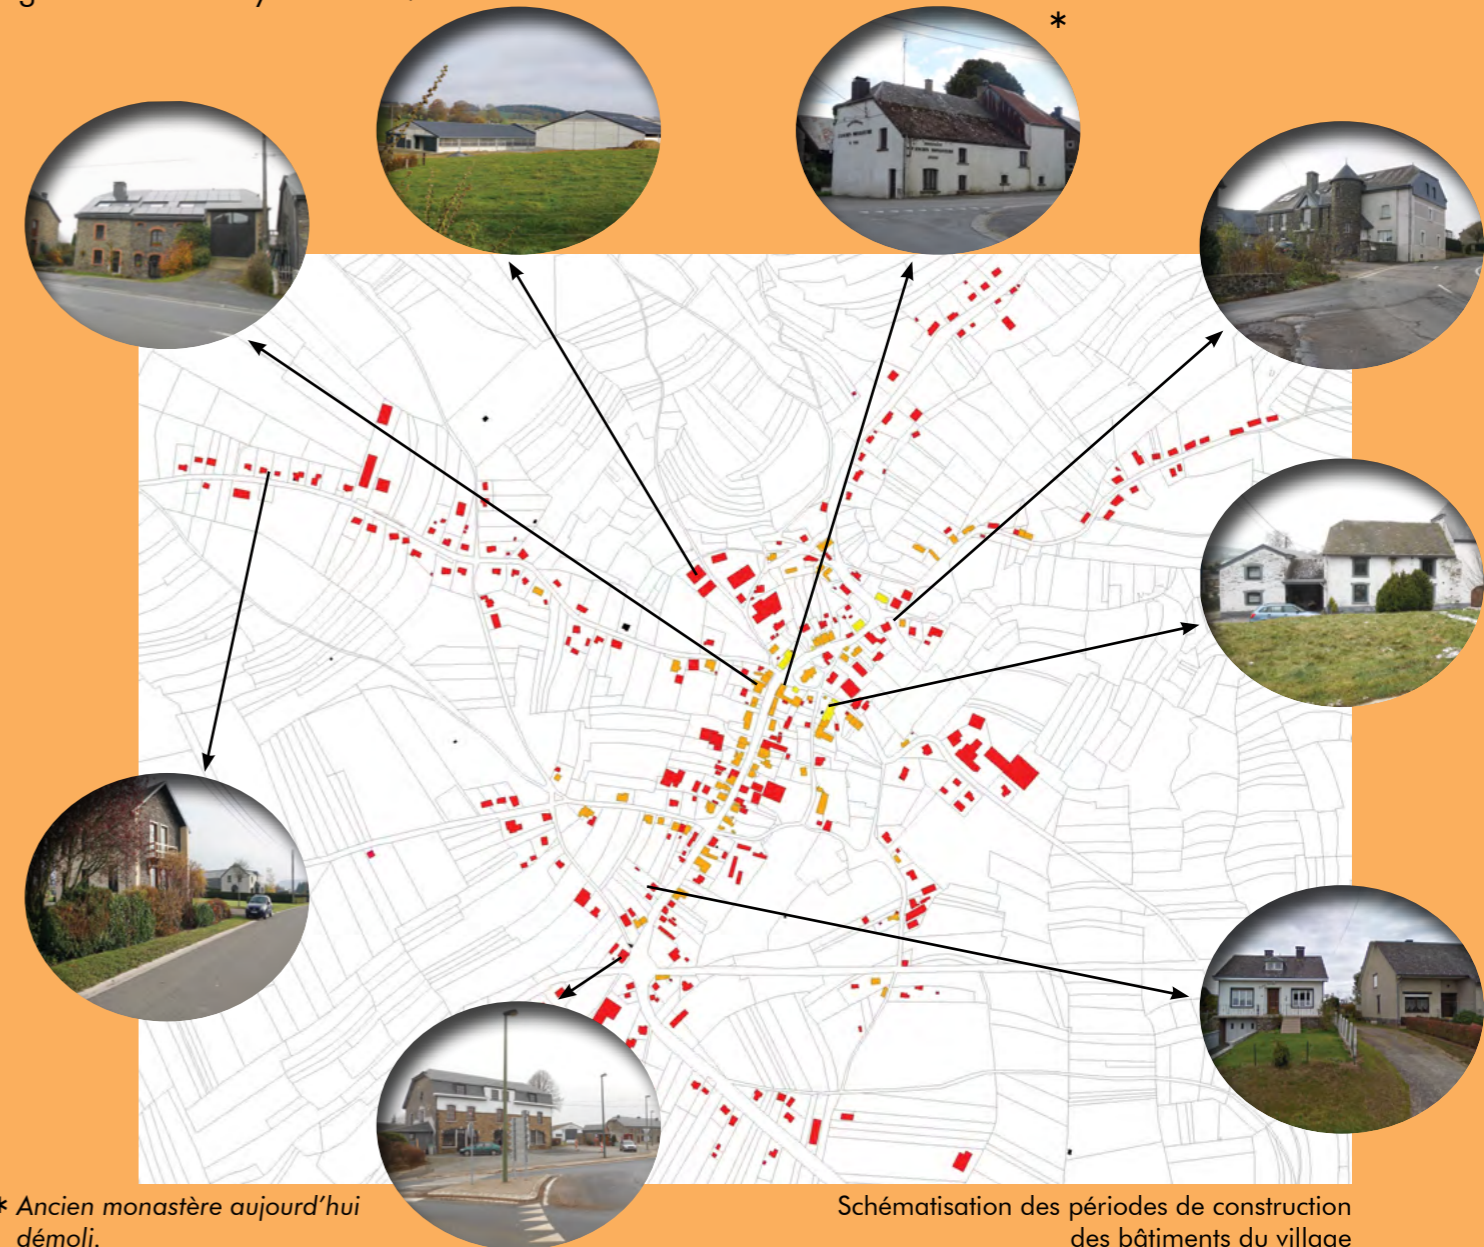 *
* Ancien monastère aujourd'hui
démoli.
Schématisation des périodes de construction
des bâtiments du village